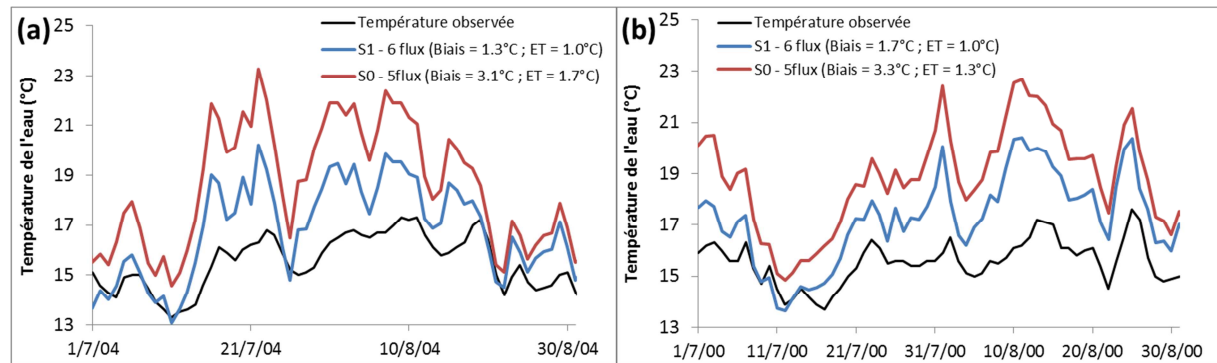 (a)
Température observée
S1 - 6 flux (Biais = 1.3°C ; ET = 1.0°C)
S0 - 5flux (Biais = 3.1°C ; ET = 1.7°C)
Température de l'eau (°C)
25
23
21
19
17
15
13
1/7/04
21/7/04
10/8/04
30/8/04
(b)
Température observée
S1 - 6 flux (Biais = 1.7°C ; ET = 1.0°C)
S0 - 5flux (Biais = 3.3°C ; ET = 1.3°C)
Température de l'eau (°C)
25
23
21
19
17
15
13
1/7/00
11/7/00
21/7/00
31/7/00
10/8/00
20/8/00
30/8/00